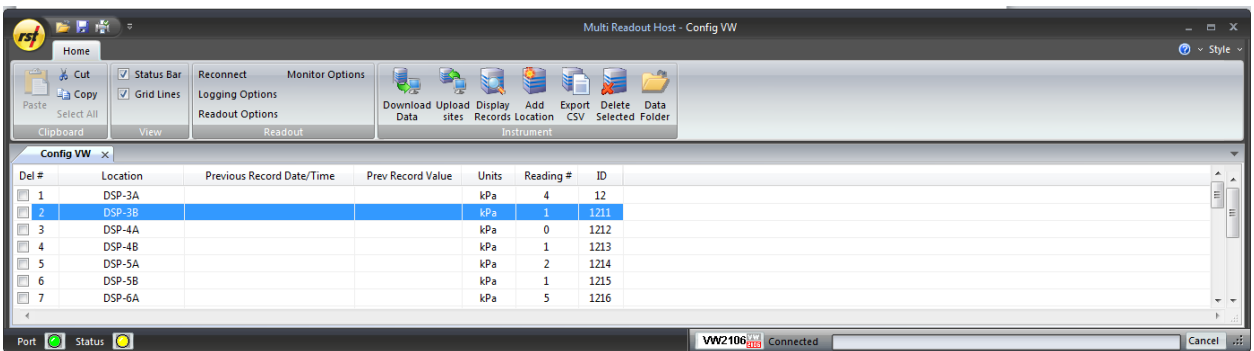 rst
Multi Readout Host - Config VW
Home
Style
Paste
Cut
Copy
Select All
Clipboard
Status Bar
Grid Lines
View
Reconnect Monitor Options
Logging Options
Readout Options
Readout
Download Data
Upload sites
Display Records
Add Location
Export CSV
Delete Selected
Data Folder
Instrument
Config VW
Del # Location Previous Record Date/Time Prev Record Value Units Reading # ID
1 DSP-3A kPa 4 12
2 DSP-3B kPa 1 1211
3 DSP-4A kPa 0 1212
4 DSP-4B kPa 1 1213
5 DSP-5A kPa 2 1214
6 DSP-5B kPa 1 1215
7 DSP-6A kPa 5 1216
Port Status VW2106 Connected Cancel